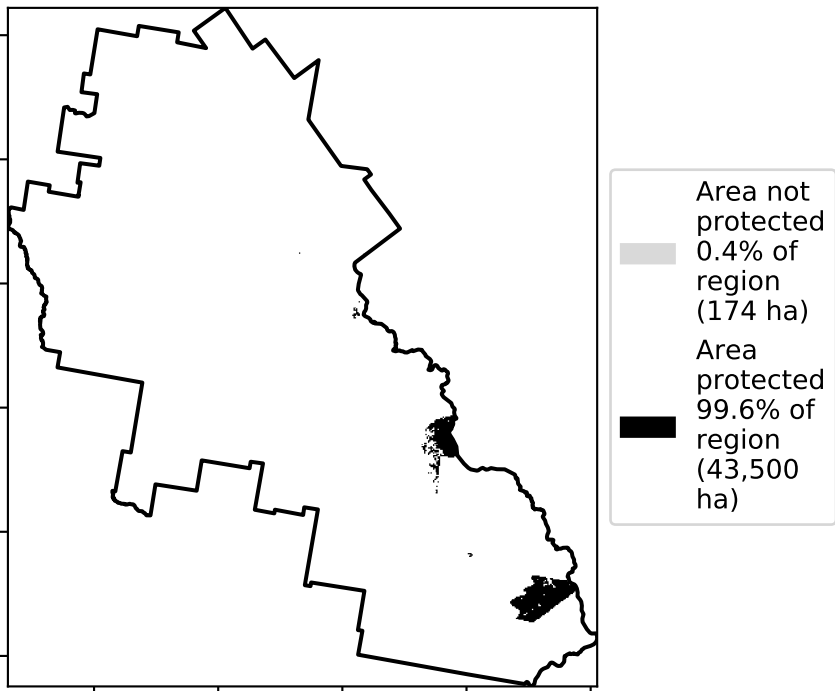 Area not
protected
0.4% of
region
(174 ha)
Area
protected
99.6% of
region
(43,500
ha)